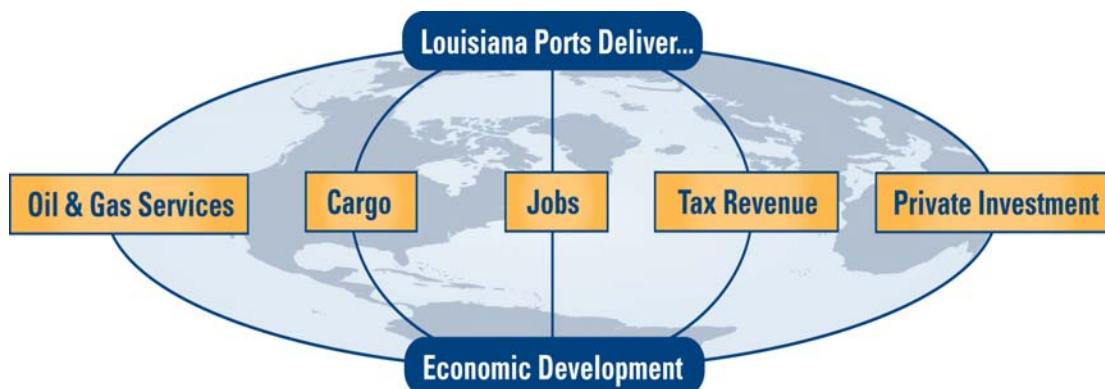 Louisiana Ports Deliver...
Oil & Gas Services
Cargo
Jobs
Tax Revenue
Private Investment
Economic Development